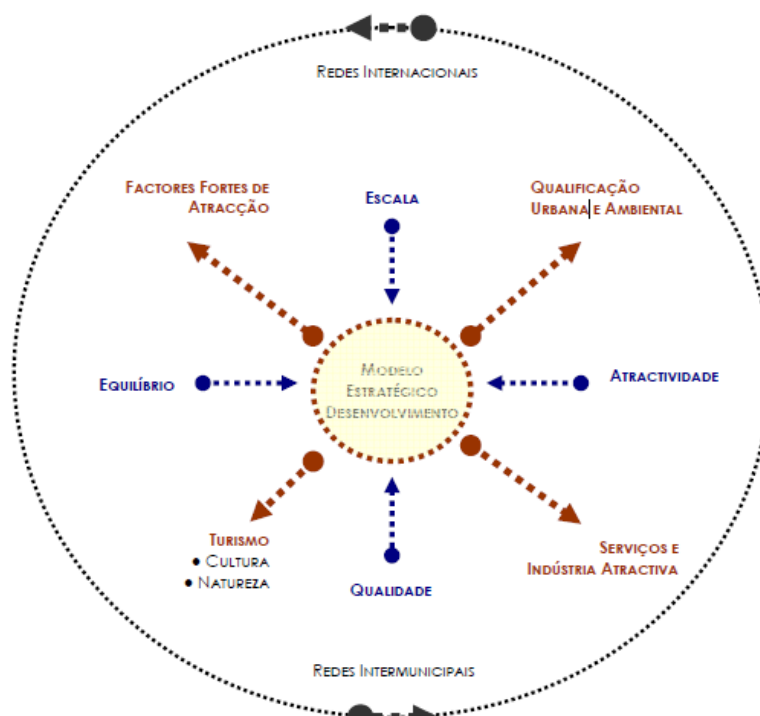 REDES INTERNACIONAIS
FACTORES FORTES DE
ATRACÇÃO
ESCALA
QUALIFICAÇÃO
URBANA E AMBIENTAL
MODELO
ESTRATÉGICO
DESENVOLVIMENTO
EQUILÍBRIO
ATRACTIVIDADE
TURISMO
• CULTURA
• NATUREZA
QUALIDADE
SERVIÇOS E
INDÚSTRIA ATRACTIVA
REDES INTERMUNICIPAIS